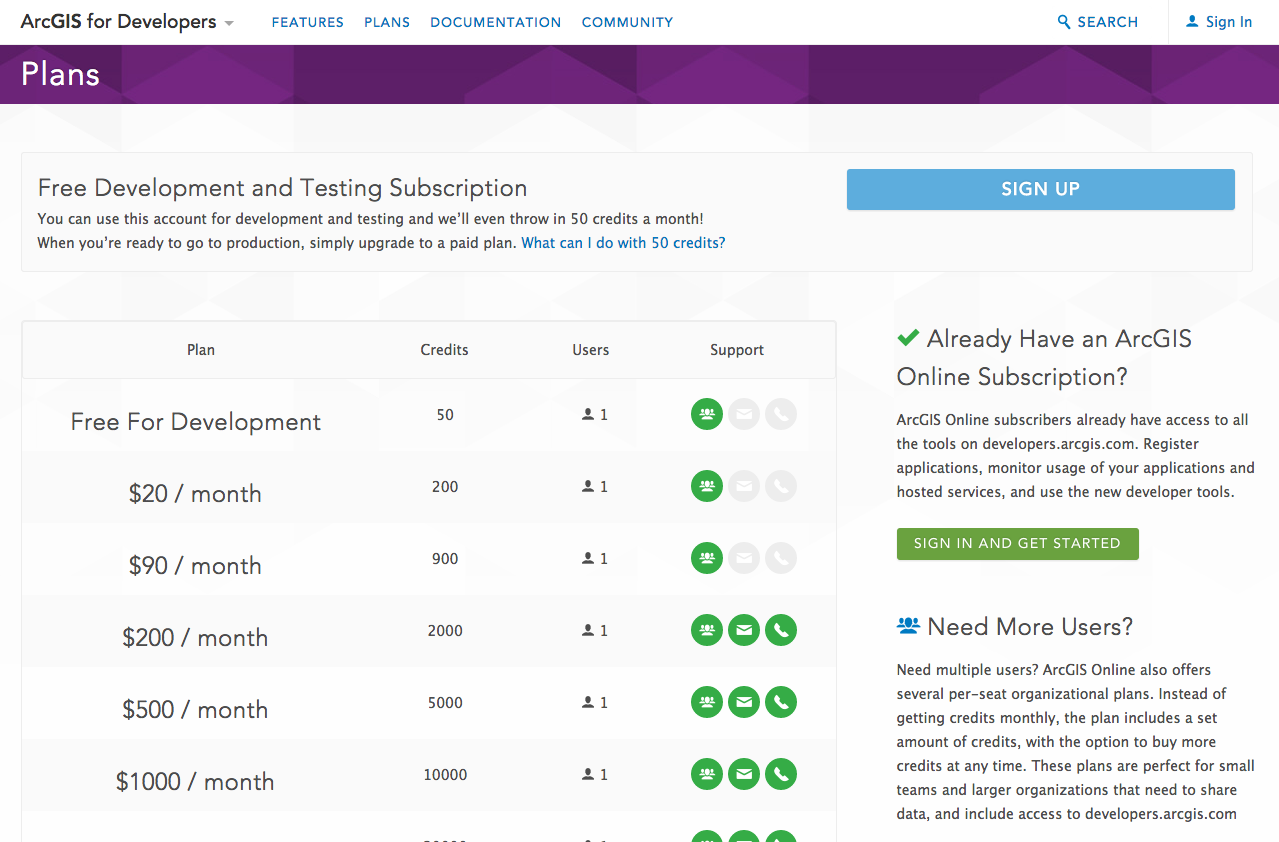 ArcGIS for Developers
FEATURES PLANS DOCUMENTATION COMMUNITY
SEARCH
Sign In
Plans
Free Development and Testing Subscription
You can use this account for development and testing and we’ll even throw in 50 credits a month!
When you’re ready to go to production, simply upgrade to a paid plan. What can I do with 50 credits?
SIGN UP
Plan Credits Users Support
Free For Development 50 1
$20 / month 200 1
$90 / month 900 1
$200 / month 2000 1
$500 / month 5000 1
$1000 / month 10000 1
Already Have an ArcGIS
Online Subscription?
ArcGIS Online subscribers already have access to all
the tools on developers.arcgis.com. Register
applications, monitor usage of your applications and
hosted services, and use the new developer tools.
SIGN IN AND GET STARTED
Need More Users?
Need multiple users? ArcGIS Online also offers
several per-seat organizational plans. Instead of
getting credits monthly, the plan includes a set
amount of credits, with the option to buy more
credits at any time. These plans are perfect for small
teams and larger organizations that need to share
data, and include access to developers.arcgis.com